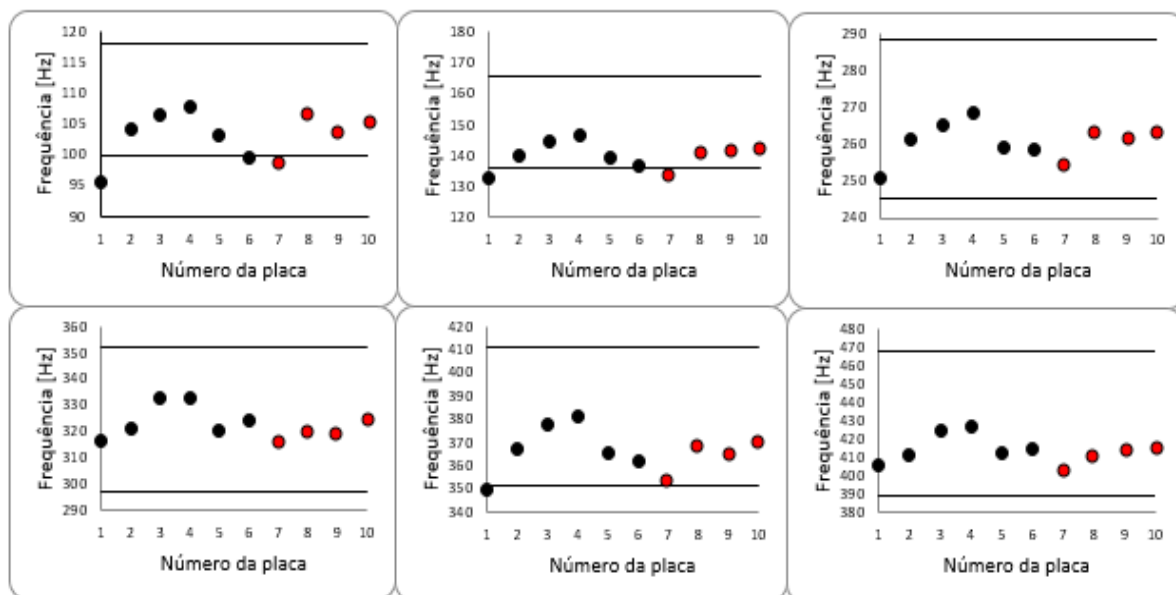 Frequência [Hz]
120
115
110
105
100
95
90
1 2 3 4 5 6 7 8 9 10
Número da placa
Frequência [Hz]
180
170
160
150
140
130
120
1 2 3 4 5 6 7 8 9 10
Número da placa
Frequência [Hz]
290
280
270
260
250
240
1 2 3 4 5 6 7 8 9 10
Número da placa
Frequência [Hz]
360
350
340
330
320
310
300
290
1 2 3 4 5 6 7 8 9 10
Número da placa
Frequência [Hz]
420
410
400
390
380
370
360
350
340
1 2 3 4 5 6 7 8 9 10
Número da placa
Frequência [Hz]
480
470
460
450
440
430
420
410
400
390
380
1 2 3 4 5 6 7 8 9 10
Número da placa